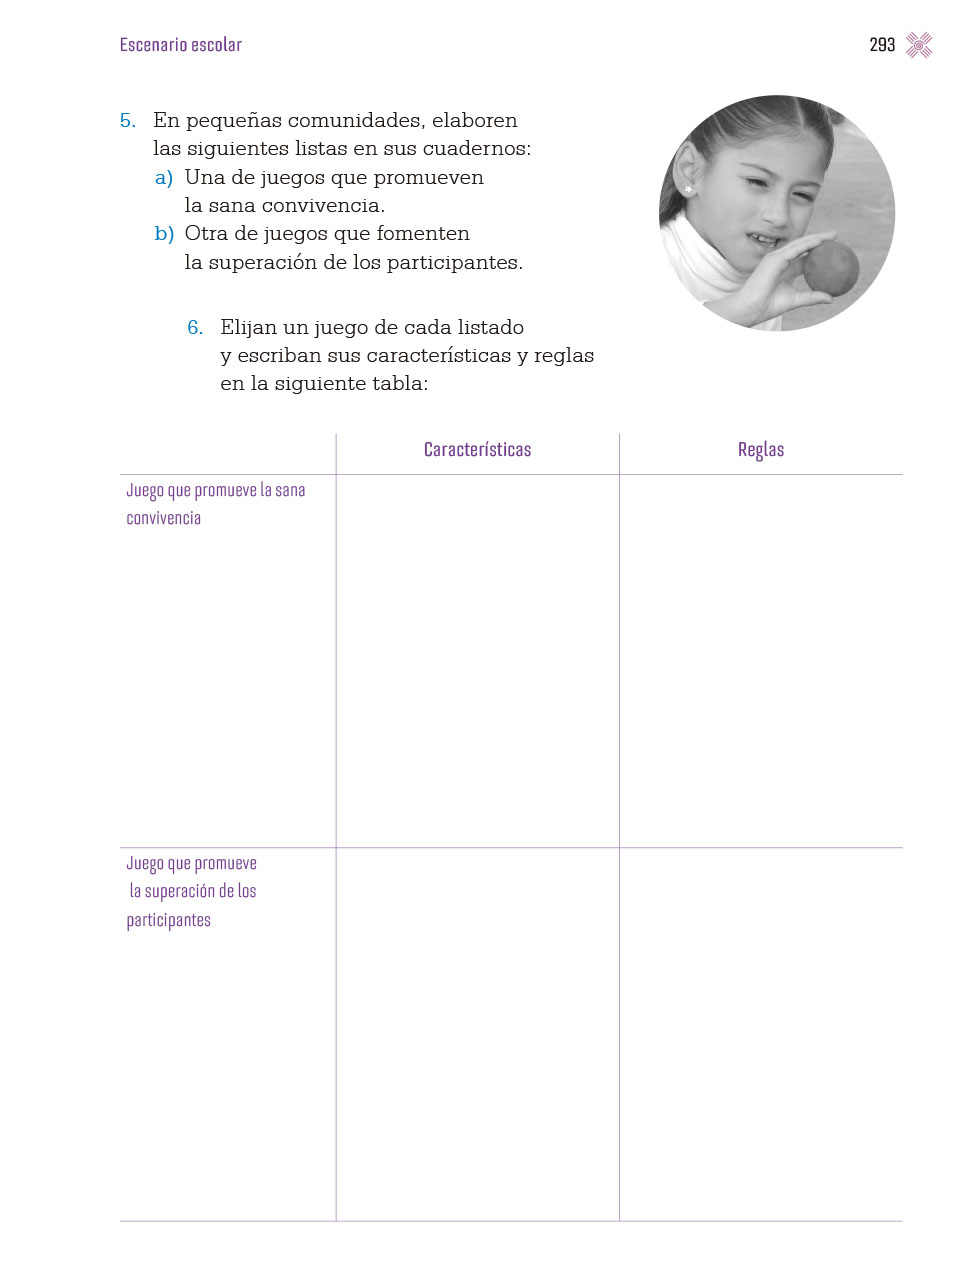 Escenario escolar
293
5. En pequeñas comunidades, elaboren
las siguientes listas en sus cuadernos:
a) Una de juegos que promueven
la sana convivencia.
b) Otra de juegos que fomenten
la superación de los participantes.
6. Elijan un juego de cada listado
y escriban sus características y reglas
en la siguiente tabla:
Características
Reglas
Juego que promueve la sana
convivencia
Juego que promueve
la superación de los
participantes